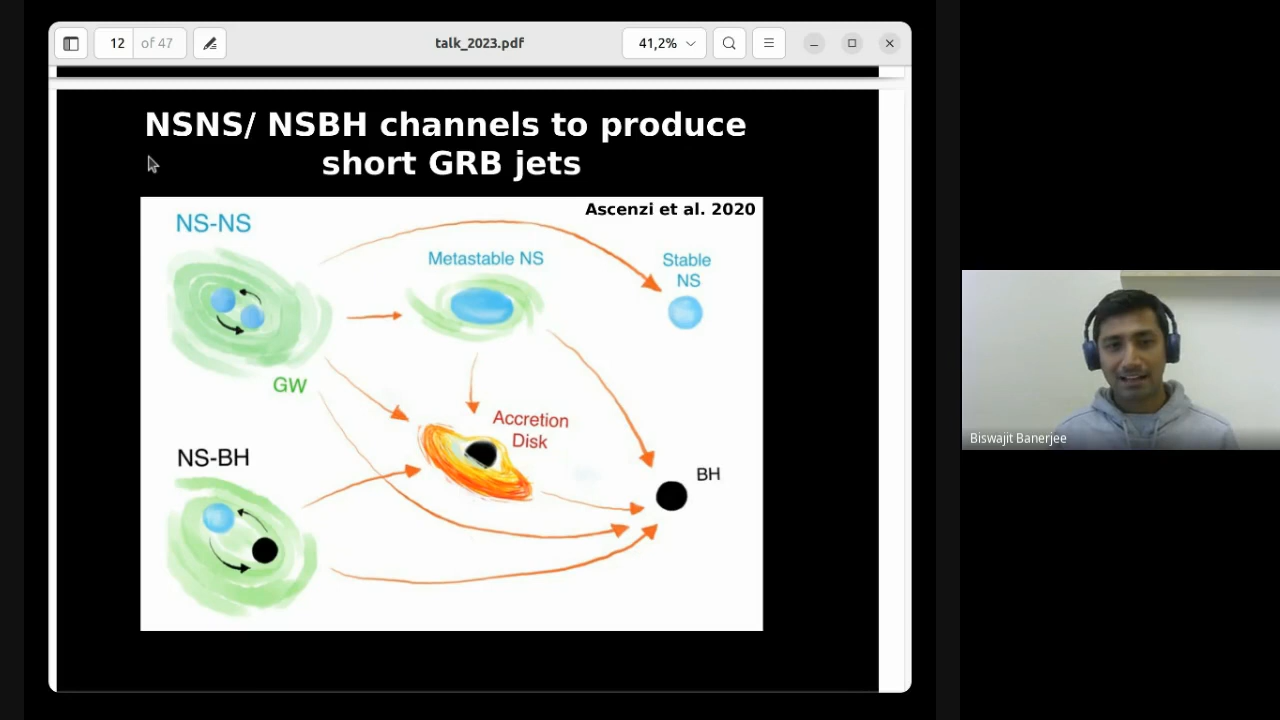 12 of 47
talk_2023.pdf
41,2%
NSNS/ NSBH channels to produce
short GRB jets
Ascenzi et al. 2020
NS-NS
Metastable NS
Stable
NS
GW
Accretion
Disk
NS-BH
BH
Biswajit Banerjee